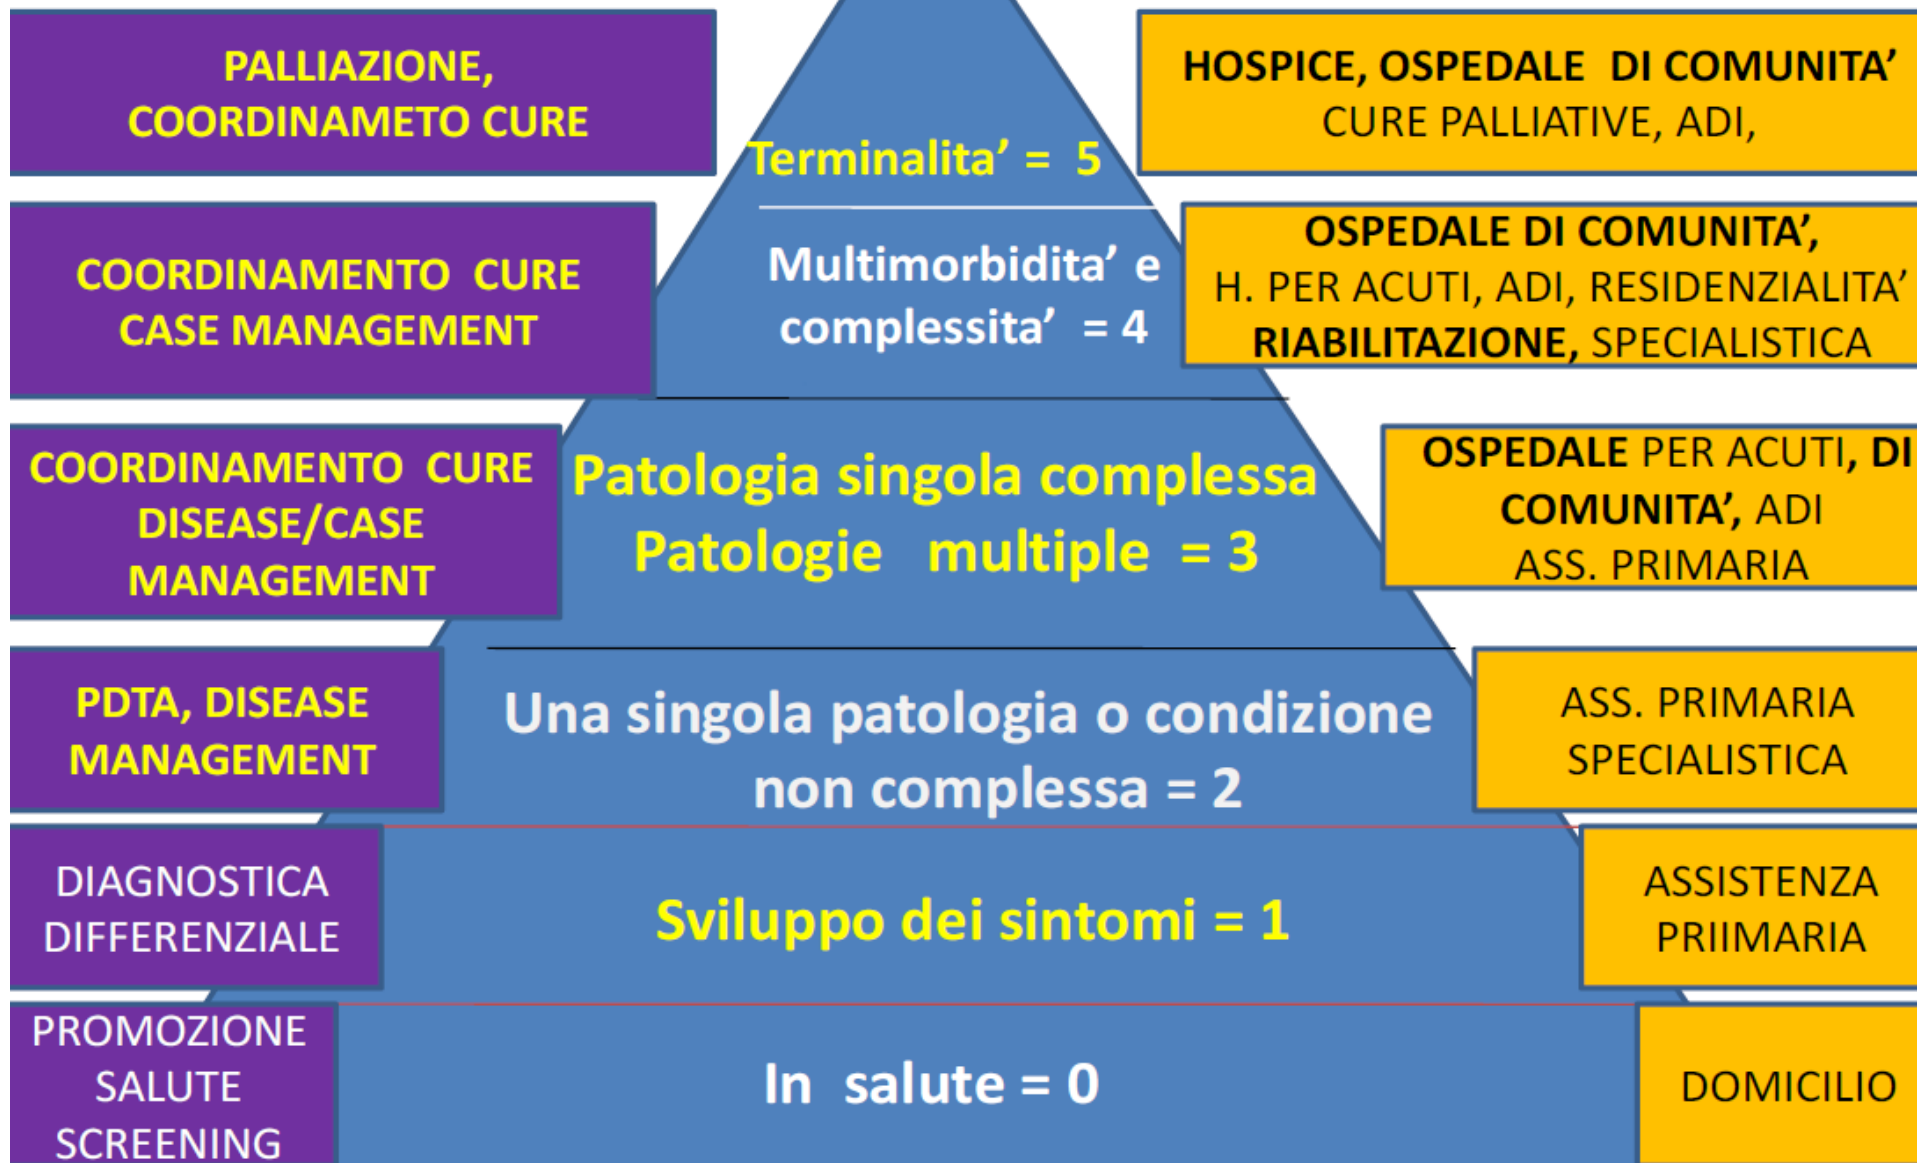 PALLIAZIONE,
COORDINAMETO CURE
Terminalita’ = 5
HOSPICE, OSPEDALE DI COMUNITA’
CURE PALLIATIVE, ADI,
COORDINAMENTO CURE
CASE MANAGEMENT
Multimorbidita’ e
complessita’ = 4
OSPEDALE DI COMUNITA’,
H. PER ACUTI, ADI, RESIDENZIALITA’
RIABILITAZIONE, SPECIALISTICA
COORDINAMENTO CURE
DISEASE/CASE
MANAGEMENT
Patologia singola complessa
Patologie multiple = 3
OSPEDALE PER ACUTI, DI
COMUNITA’, ADI
ASS. PRIMARIA
PDTA, DISEASE
MANAGEMENT
Una singola patologia o condizione
non complessa = 2
ASS. PRIMARIA
SPECIALISTICA
DIAGNOSTICA
DIFFERENZIALE
Sviluppo dei sintomi = 1
ASSISTENZA
PRIIMARIA
PROMOZIONE
SALUTE
SCREENING
In salute = 0
DOMICILIO